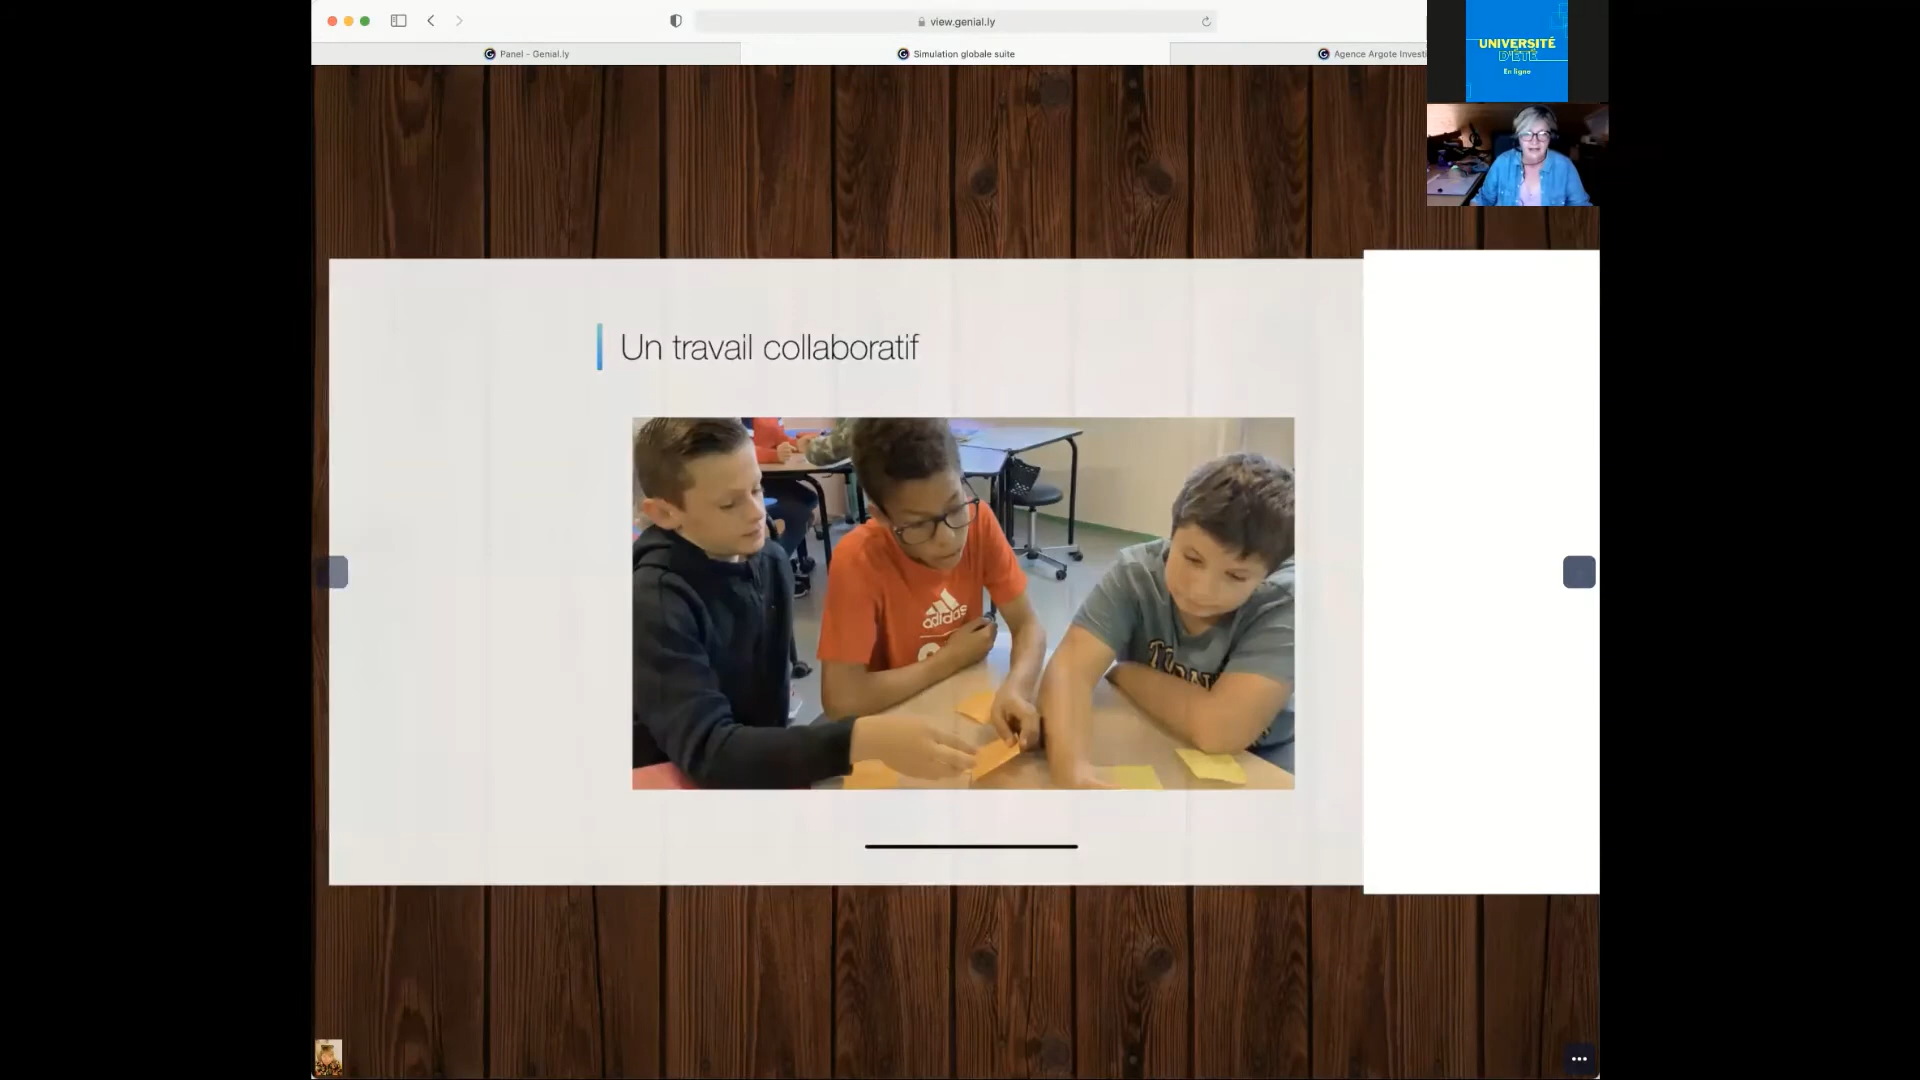 view.genial.ly
Panel - Genial.ly
Simulation globale suite
Agence Argote Investi
UNIVERSITÉ
D'ÉTÉ
En ligne
Un travail collaboratif
adidas